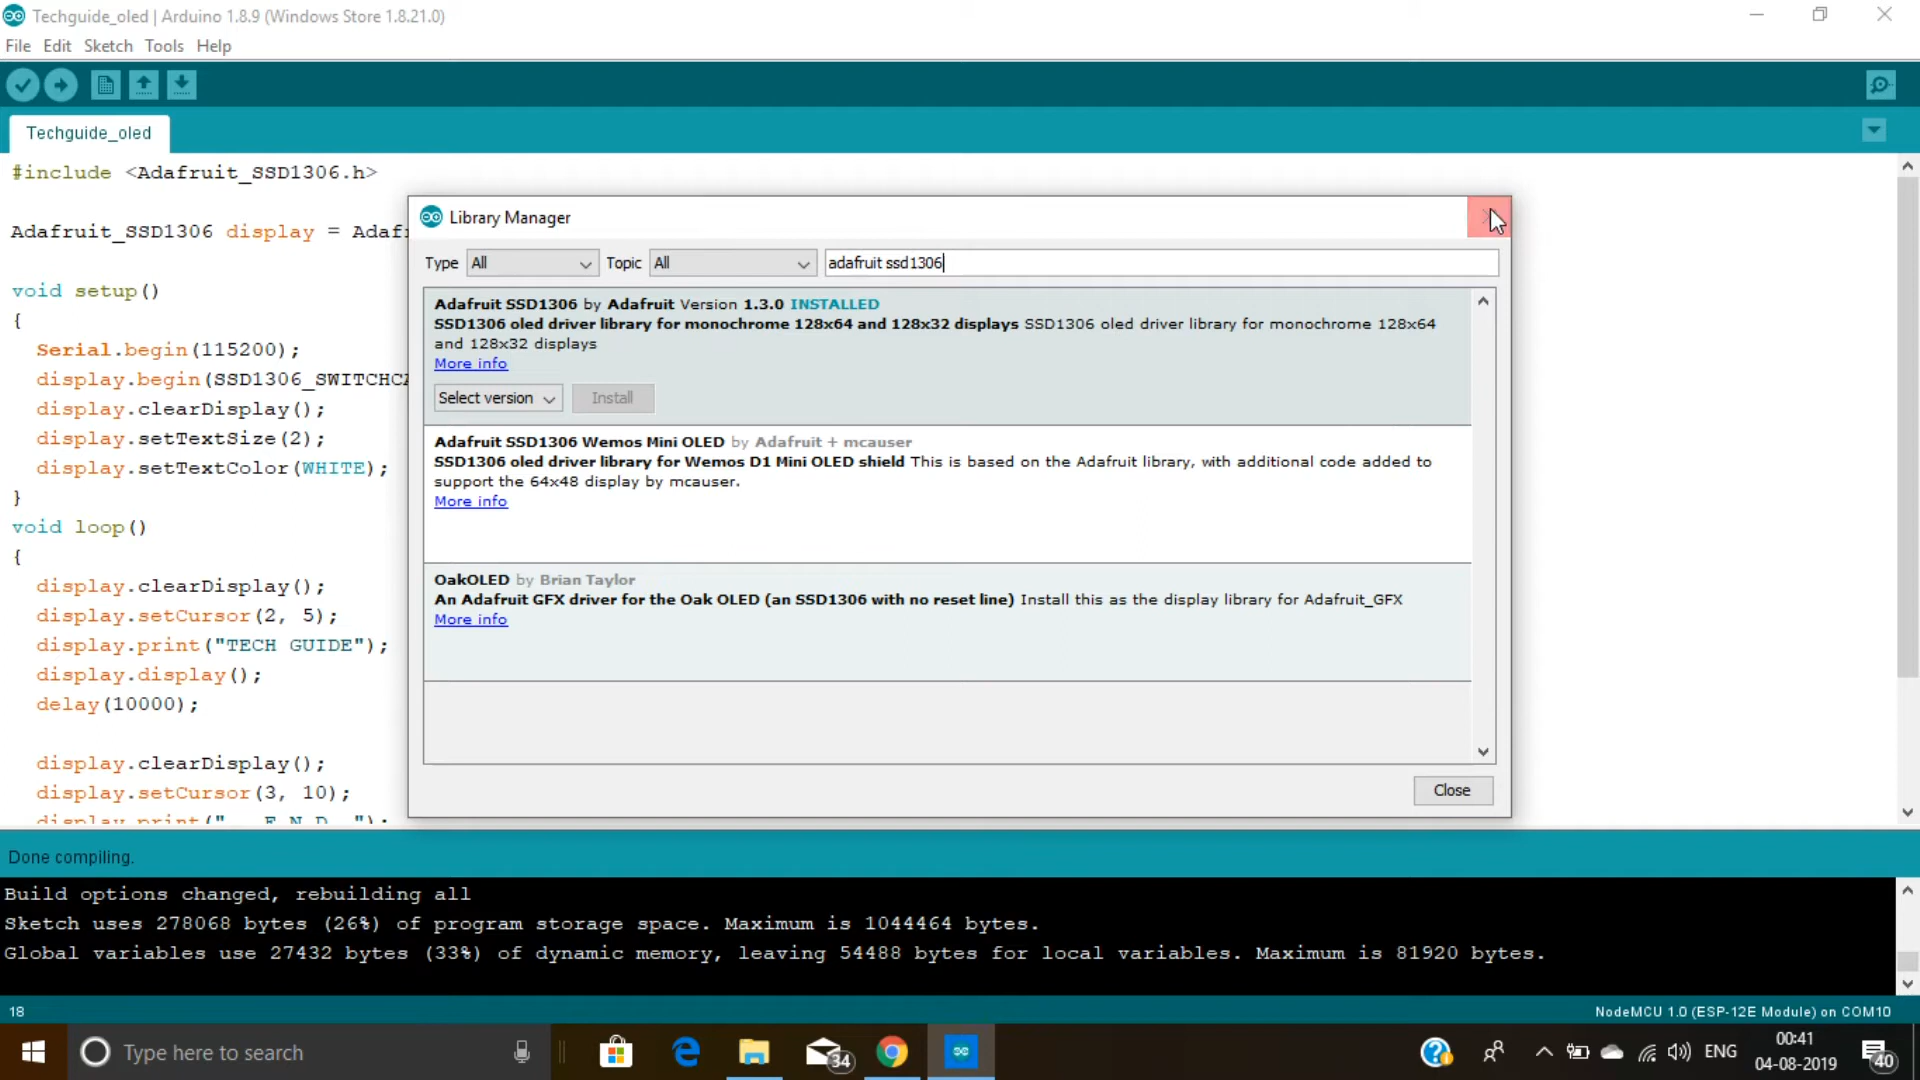 Techguide_oled | Arduino 1.8.9 (Windows Store 1.8.21.0)
File Edit Sketch Tools Help
Techguide_oled
#include <Adafruit_SSD1306.h>
Adafruit_SSD1306 display = Adaf
void setup()
{
Serial.begin(115200);
display.begin(SSD1306_SWITCHCA
display.clearDisplay();
display.setTextSize(2);
display.setTextColor(WHITE);
}
void loop()
{
display.clearDisplay();
display.setCursor(2, 5);
display.print("TECH GUIDE");
display.display();
delay(10000);
display.clearDisplay();
display.setCursor(3, 10);
display.print(" E N D ");
Library Manager
Type All Topic All adafruit ssd1306
Adafruit SSD1306 by Adafruit Version 1.3.0 INSTALLED
SSD1306 oled driver library for monochrome 128x64 and 128x32 displays SSD1306 oled driver library for monochrome 128x64
and 128x32 displays
More info
Select version Install
Adafruit SSD1306 Wemos Mini OLED by Adafruit + mcauser
SSD1306 oled driver library for Wemos D1 Mini OLED shield This is based on the Adafruit library, with additional code added to
support the 64x48 display by mcauser.
More info
OakOLED by Brian Taylor
An Adafruit GFX driver for the Oak OLED (an SSD1306 with no reset line) Install this as the display library for Adafruit_GFX
More info
Close
Done compiling.
Build options changed, rebuilding all
Sketch uses 278068 bytes (26%) of program storage space. Maximum is 1044464 bytes.
Global variables use 27432 bytes (33%) of dynamic memory, leaving 54488 bytes for local variables. Maximum is 81920 bytes.
18 NodeMCU 1.0 (ESP-12E Module) on COM10
Type here to search
34
ENG
00:41
04-08-2019
40